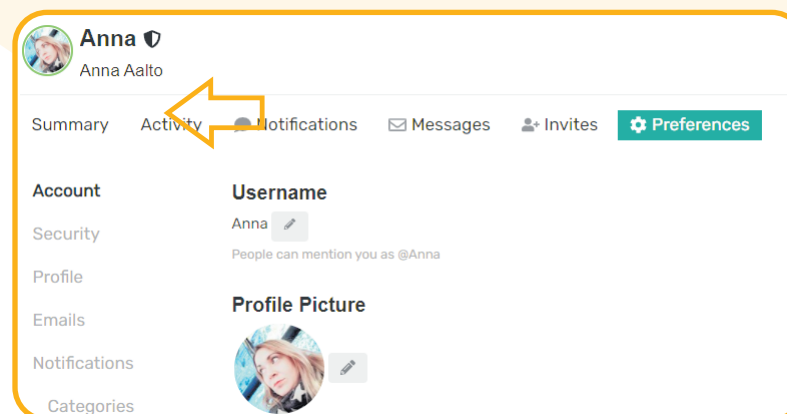 Anna
Anna Aalto
Summary Activity Notifications Messages Invites Preferences
Account
Security
Profile
Emails
Notifications
Categories
Username
Anna
People can mention you as @Anna
Profile Picture